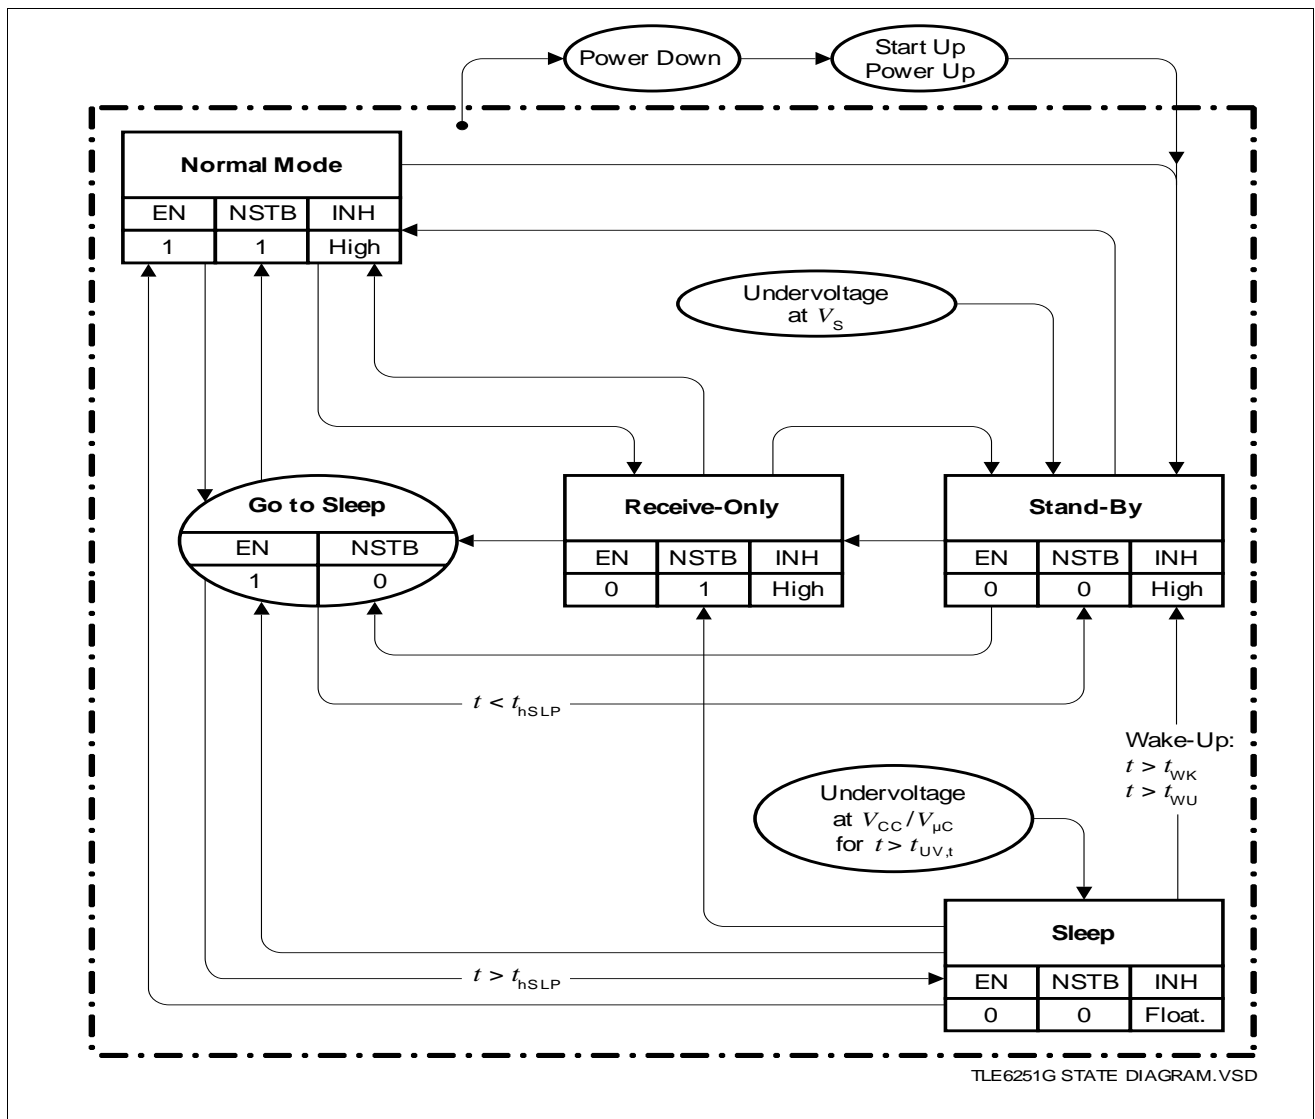 Power Down
Start Up
Power Up
Normal Mode
EN NSTB INH
1 1 High
Undervoltage
at VS
Go to Sleep
EN NSTB
1 0
Receive-Only
EN NSTB INH
0 1 High
Stand-By
EN NSTB INH
0 0 High
t < thSLP
Wake-Up:
t > tWK
t > tWU
Undervoltage
at VCC/VµC
for t > tUV,t
Sleep
EN NSTB INH
0 0 Float.
t > thSLP
TLE6251G STATE DIAGRAM.VSD